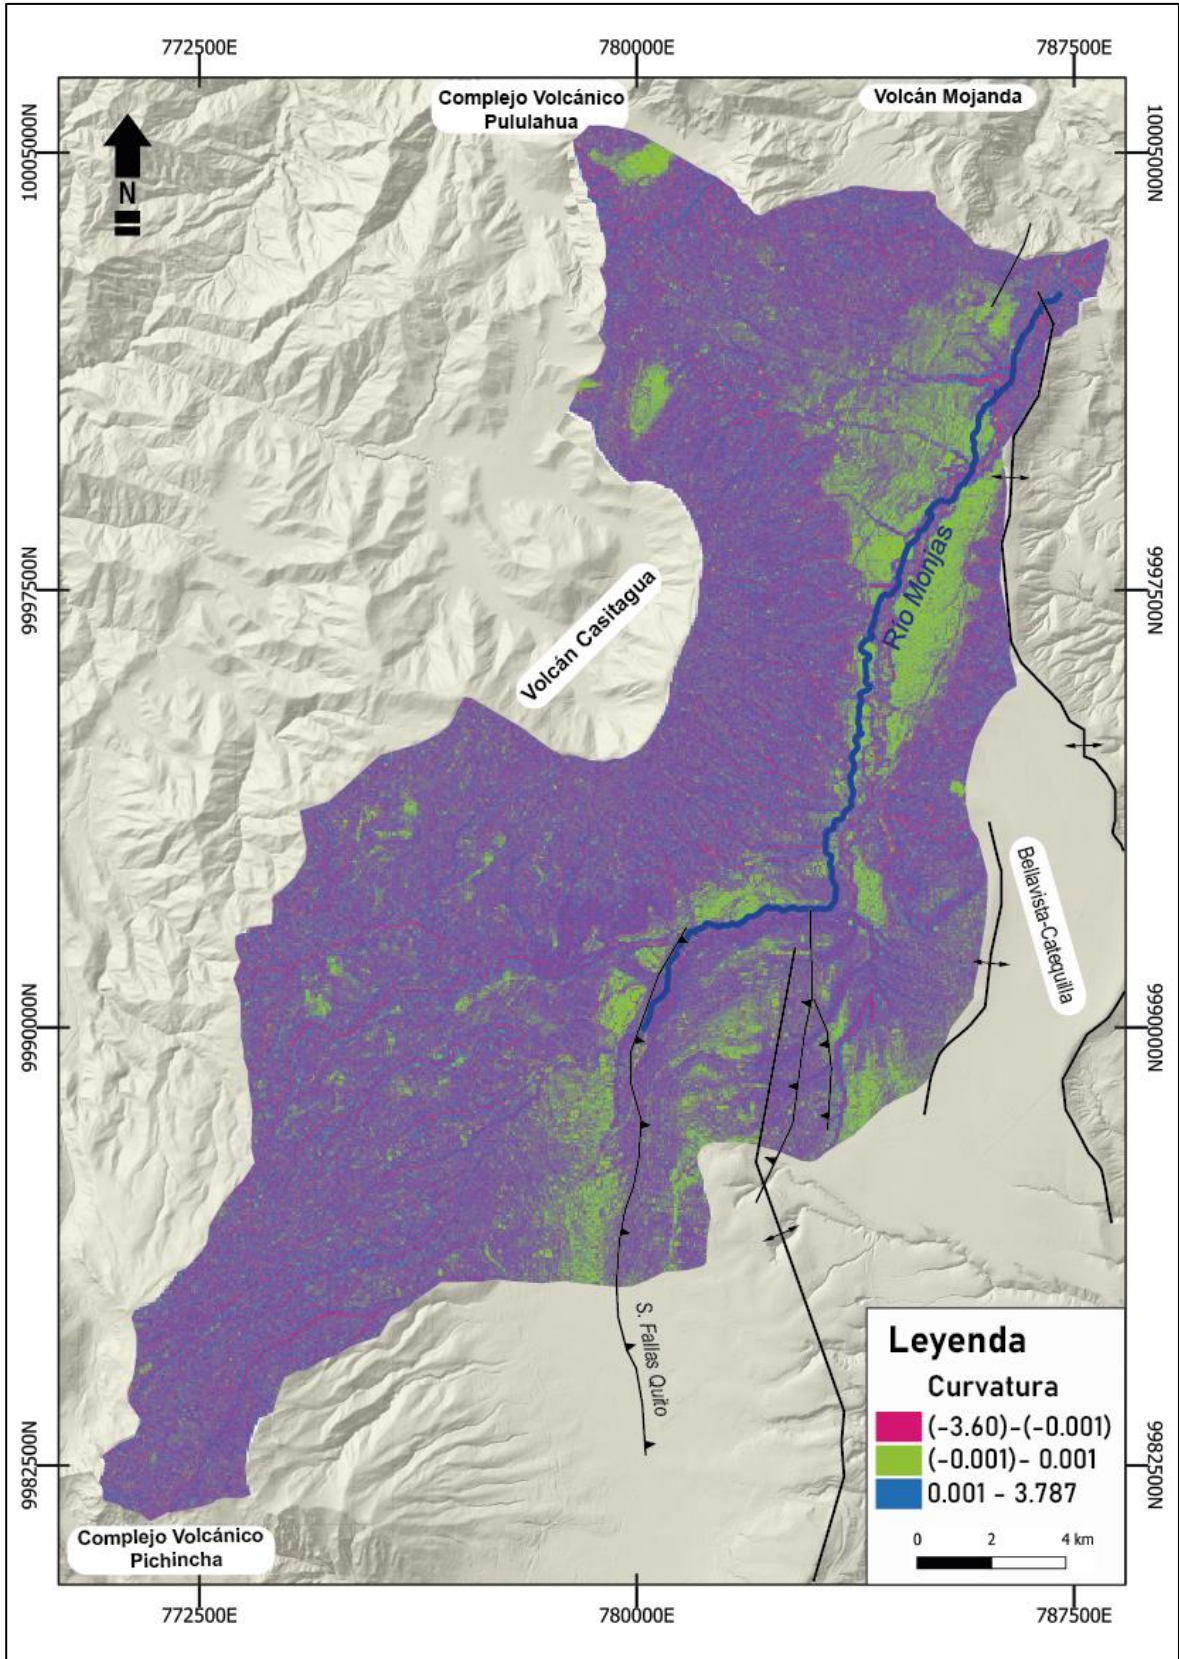 772500E
780000E
787500E
Complejo Volcánico
Pululahua
Volcán Mojanda
10005000N
10005000N
N
9997500N
9997500N
Río Monjas
Volcán Casitagua
Bellavista-Catequilla
9990000N
9990000N
S. Fallas Quito
Leyenda
Curvatura
(-3.60)-(-0.001)
(-0.001)- 0.001
0.001 - 3.787
0 2 4 km
9982500N
9982500N
Complejo Volcánico
Pichincha
772500E
780000E
787500E